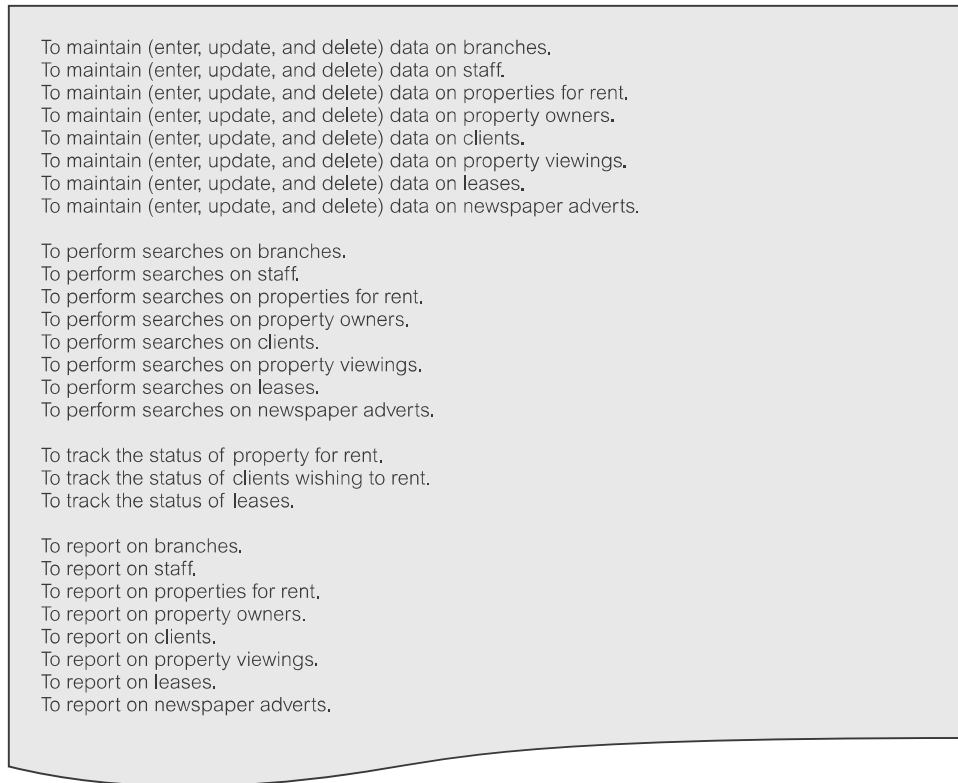 To maintain (enter, update, and delete) data on branches.
To maintain (enter, update, and delete) data on staff.
To maintain (enter, update, and delete) data on properties for rent.
To maintain (enter, update, and delete) data on property owners.
To maintain (enter, update, and delete) data on clients.
To maintain (enter, update, and delete) data on property viewings.
To maintain (enter, update, and delete) data on leases.
To maintain (enter, update, and delete) data on newspaper adverts.
To perform searches on branches.
To perform searches on staff.
To perform searches on properties for rent.
To perform searches on property owners.
To perform searches on clients.
To perform searches on property viewings.
To perform searches on leases.
To perform searches on newspaper adverts.
To track the status of property for rent.
To track the status of clients wishing to rent.
To track the status of leases.
To report on branches.
To report on staff.
To report on properties for rent.
To report on property owners.
To report on clients.
To report on property viewings.
To report on leases.
To report on newspaper adverts.